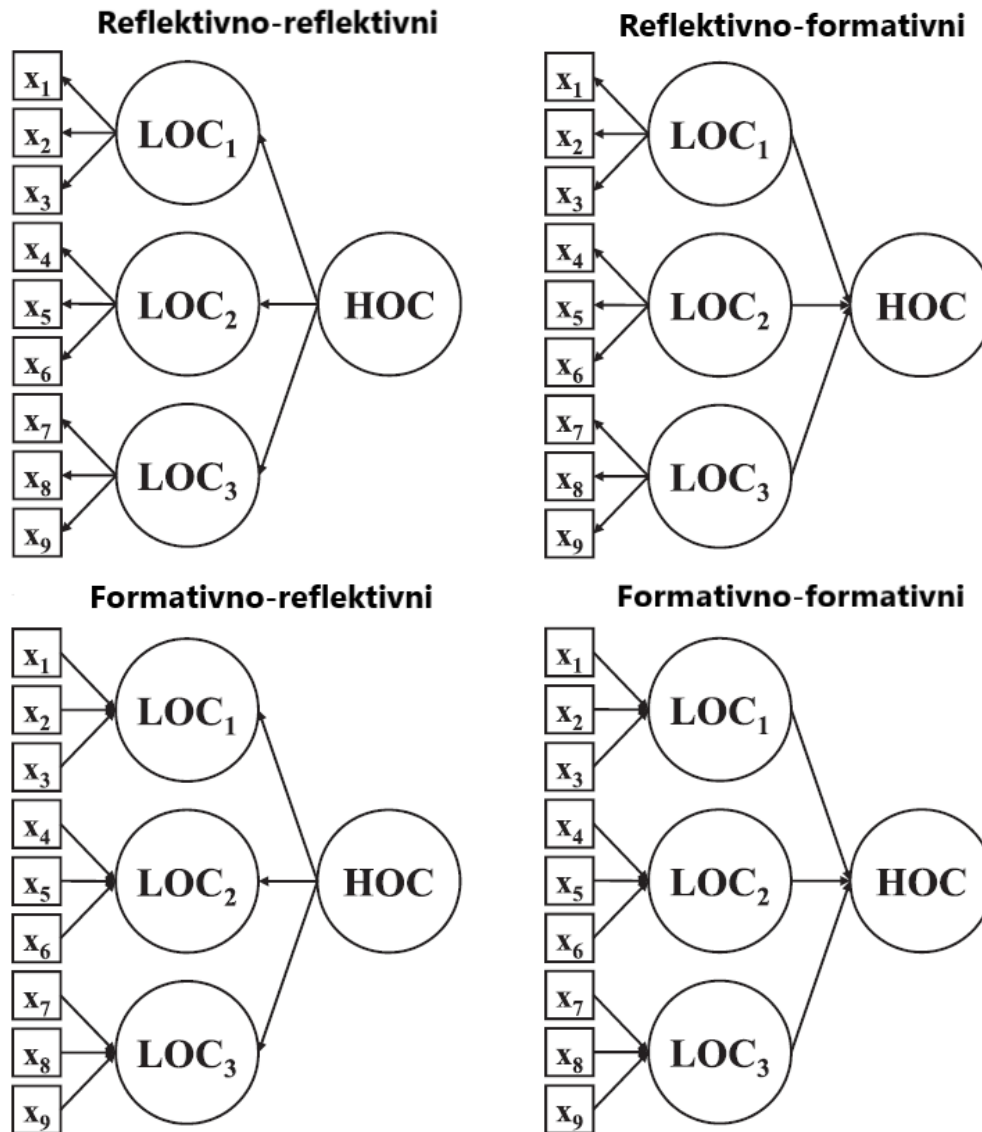 Reflektivno-reflektivni
x₁
x₂
x₃
x₄
x₅
x₆
x₇
x₈
x₉
LOC₁
LOC₂
LOC₃
HOC
Reflektivno-formativni
x₁
x₂
x₃
x₄
x₅
x₆
x₇
x₈
x₉
LOC₁
LOC₂
LOC₃
HOC
Formativno-reflektivni
x₁
x₂
x₃
x₄
x₅
x₆
x₇
x₈
x₉
LOC₁
LOC₂
LOC₃
HOC
Formativno-formativni
x₁
x₂
x₃
x₄
x₅
x₆
x₇
x₈
x₉
LOC₁
LOC₂
LOC₃
HOC